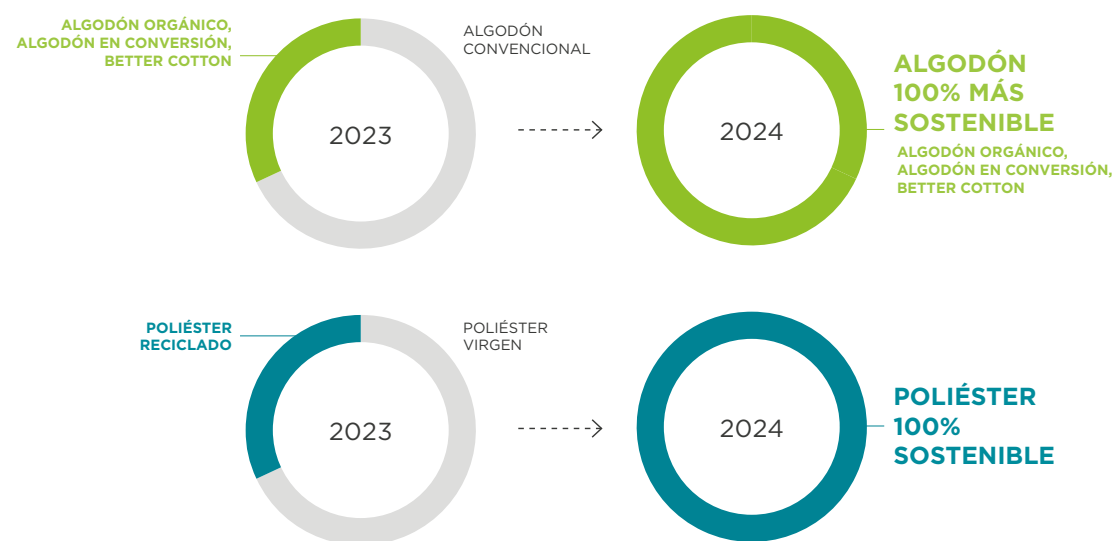 ALGODÓN ORGÁNICO,
ALGODÓN EN CONVERSIÓN,
BETTER COTTON
2023
ALGODÓN
CONVENCIONAL
2024
ALGODÓN
100% MÁS
SOSTENIBLE
ALGODÓN ORGÁNICO,
ALGODÓN EN CONVERSIÓN,
BETTER COTTON
POLIÉSTER
RECICLADO
2023
POLIÉSTER
VIRGEN
2024
POLIÉSTER
100%
SOSTENIBLE